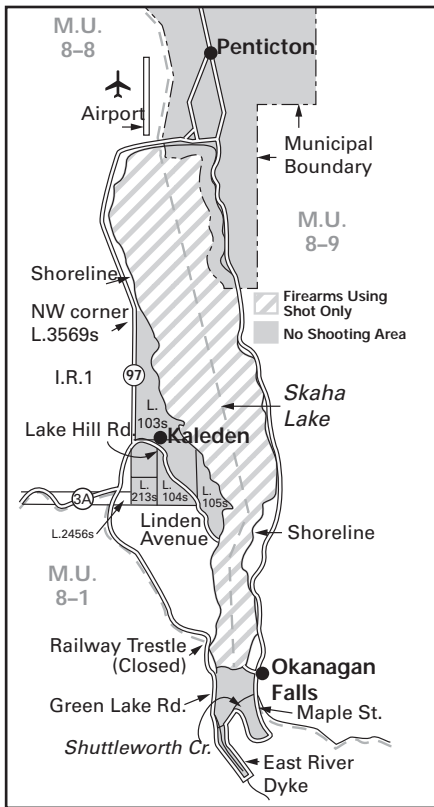 M.U.
8–8
Penticton
Airport
Municipal
Boundary
M.U.
8–9
Shoreline
Firearms Using
Shot Only
NW corner
L.3569s
No Shooting Area
I.R.1
97
Skaha
Lake
L.
103s
Lake Hill Rd.
Kaleden
3A
L.
213s
L.
104s
L.
105s
L.2456s
Linden
Avenue
Shoreline
M.U.
8–1
Railway Trestle
(Closed)
Okanagan
Falls
Green Lake Rd.
Maple St.
Shuttleworth Cr.
East River
Dyke